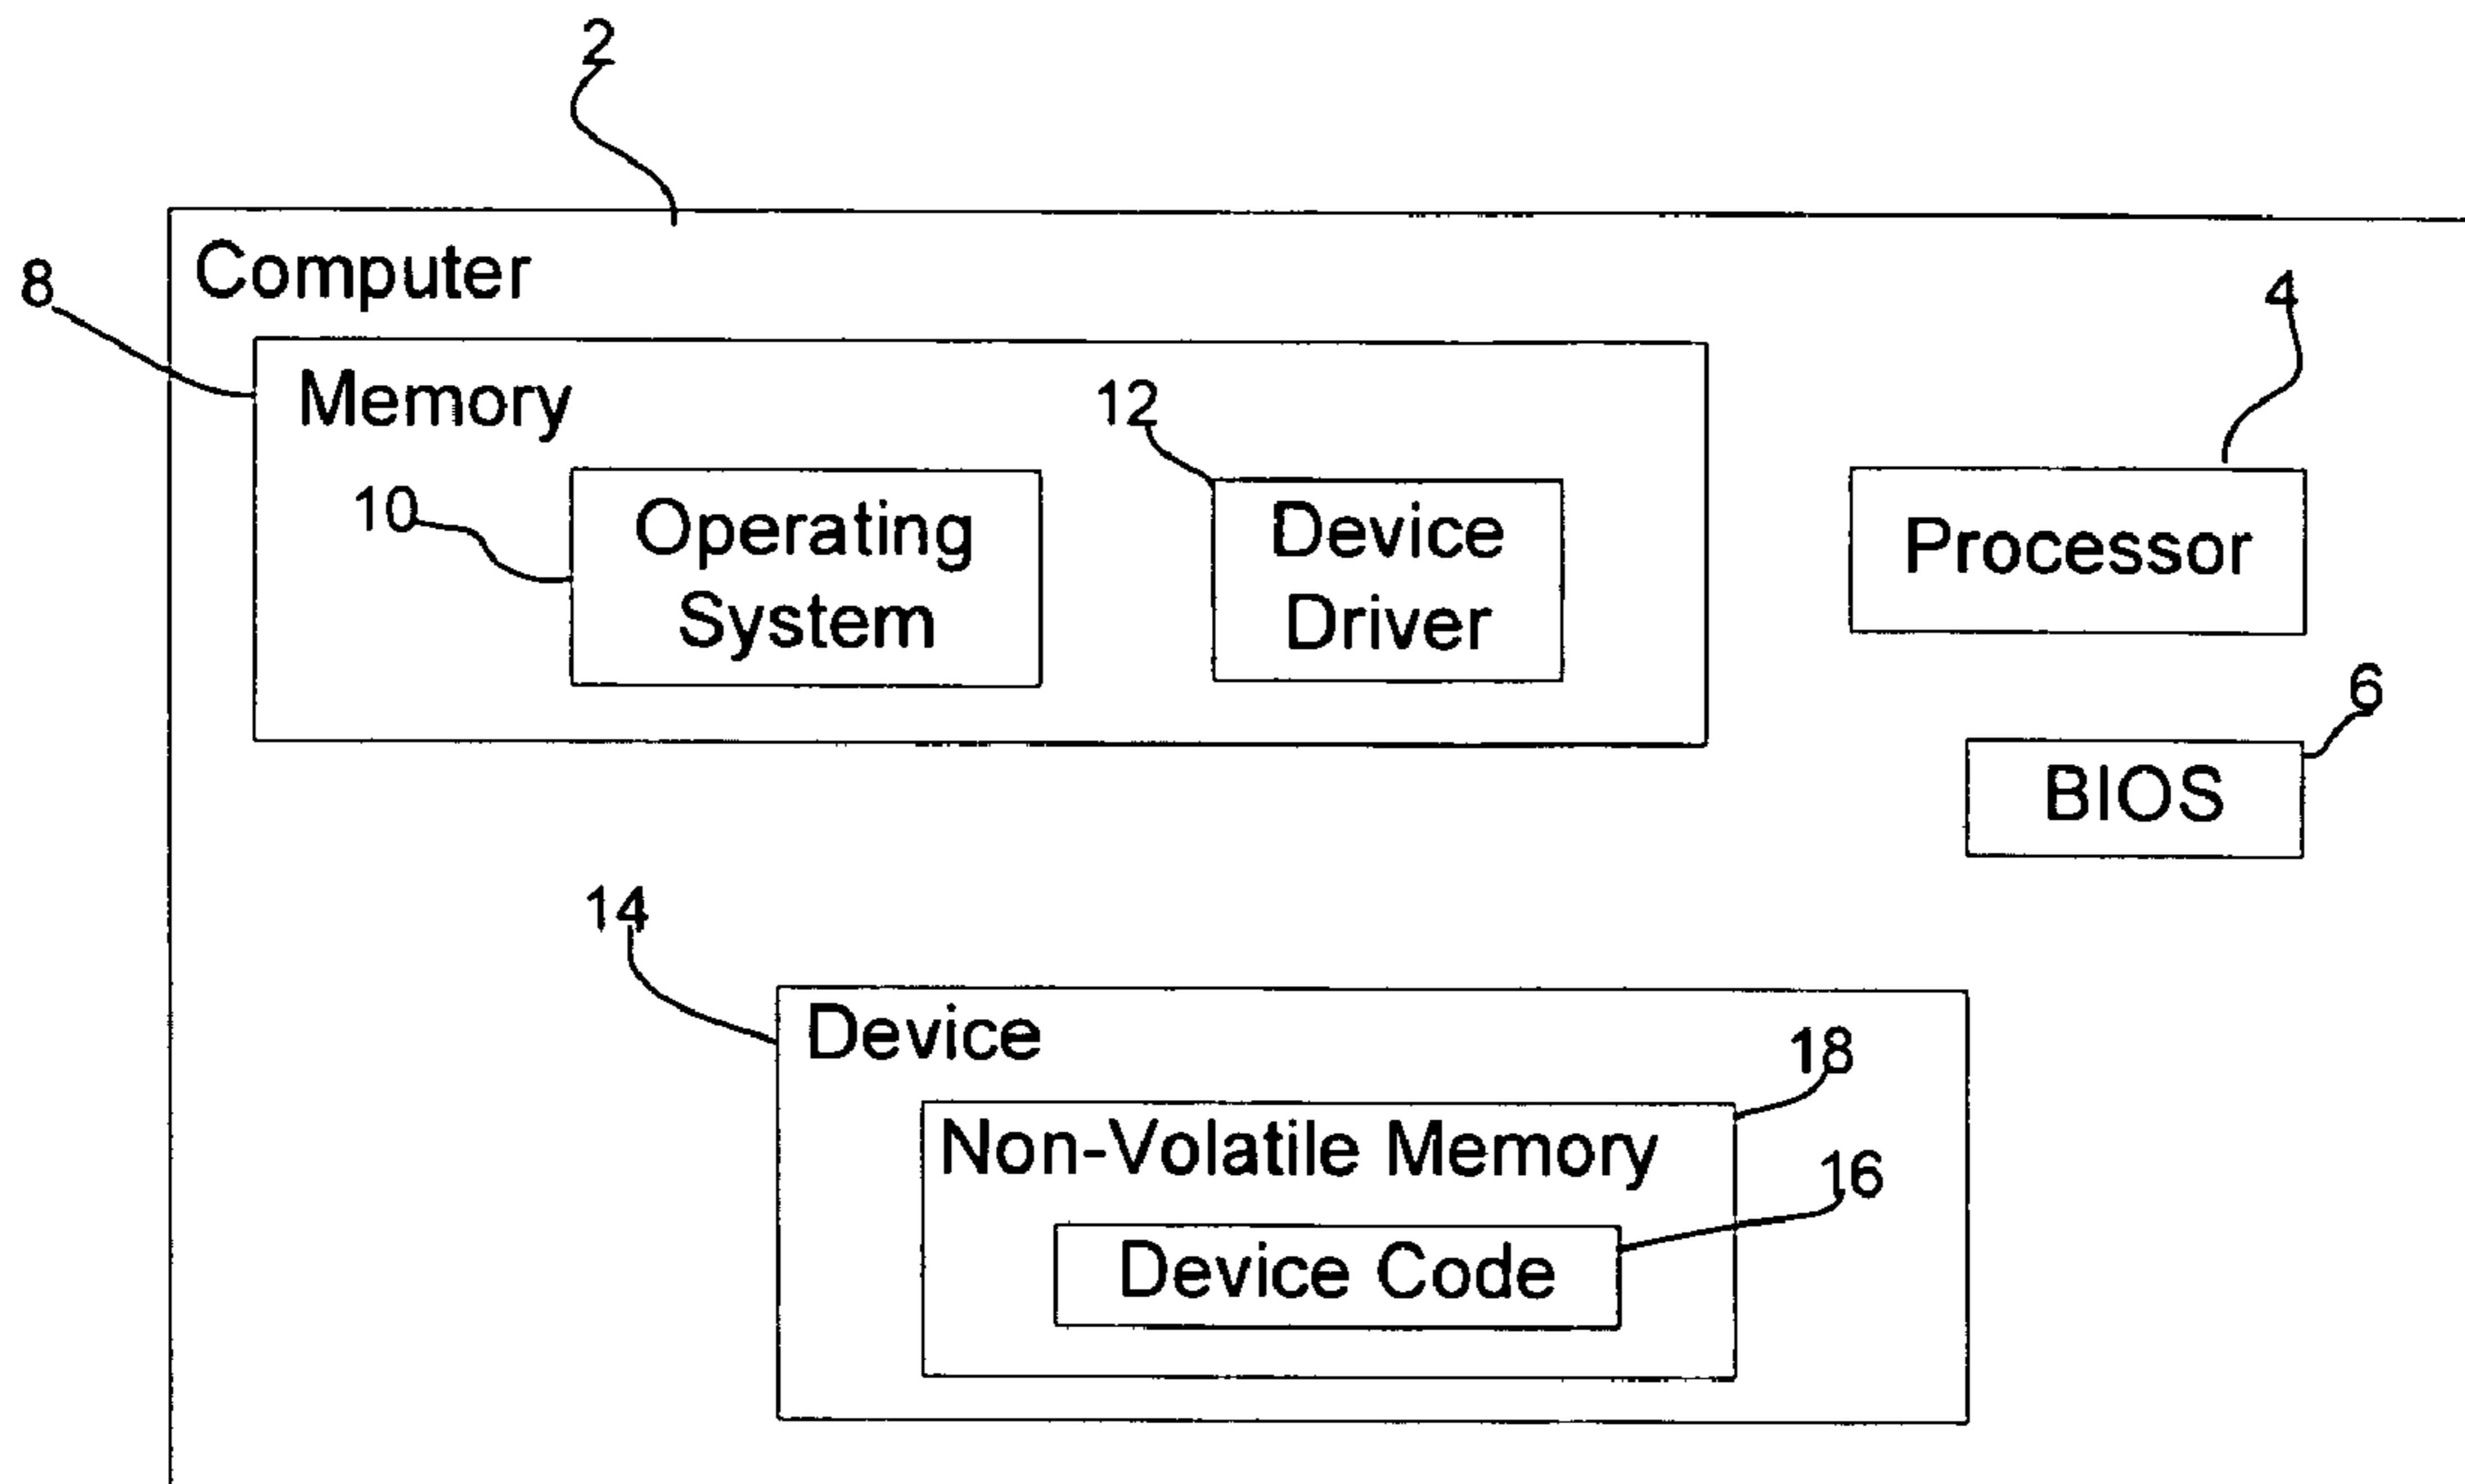 2
Computer
8
4
Memory
12
10
Operating
System
Device
Driver
Processor
6
BIOS
14
Device
18
Non-Volatile Memory
16
Device Code